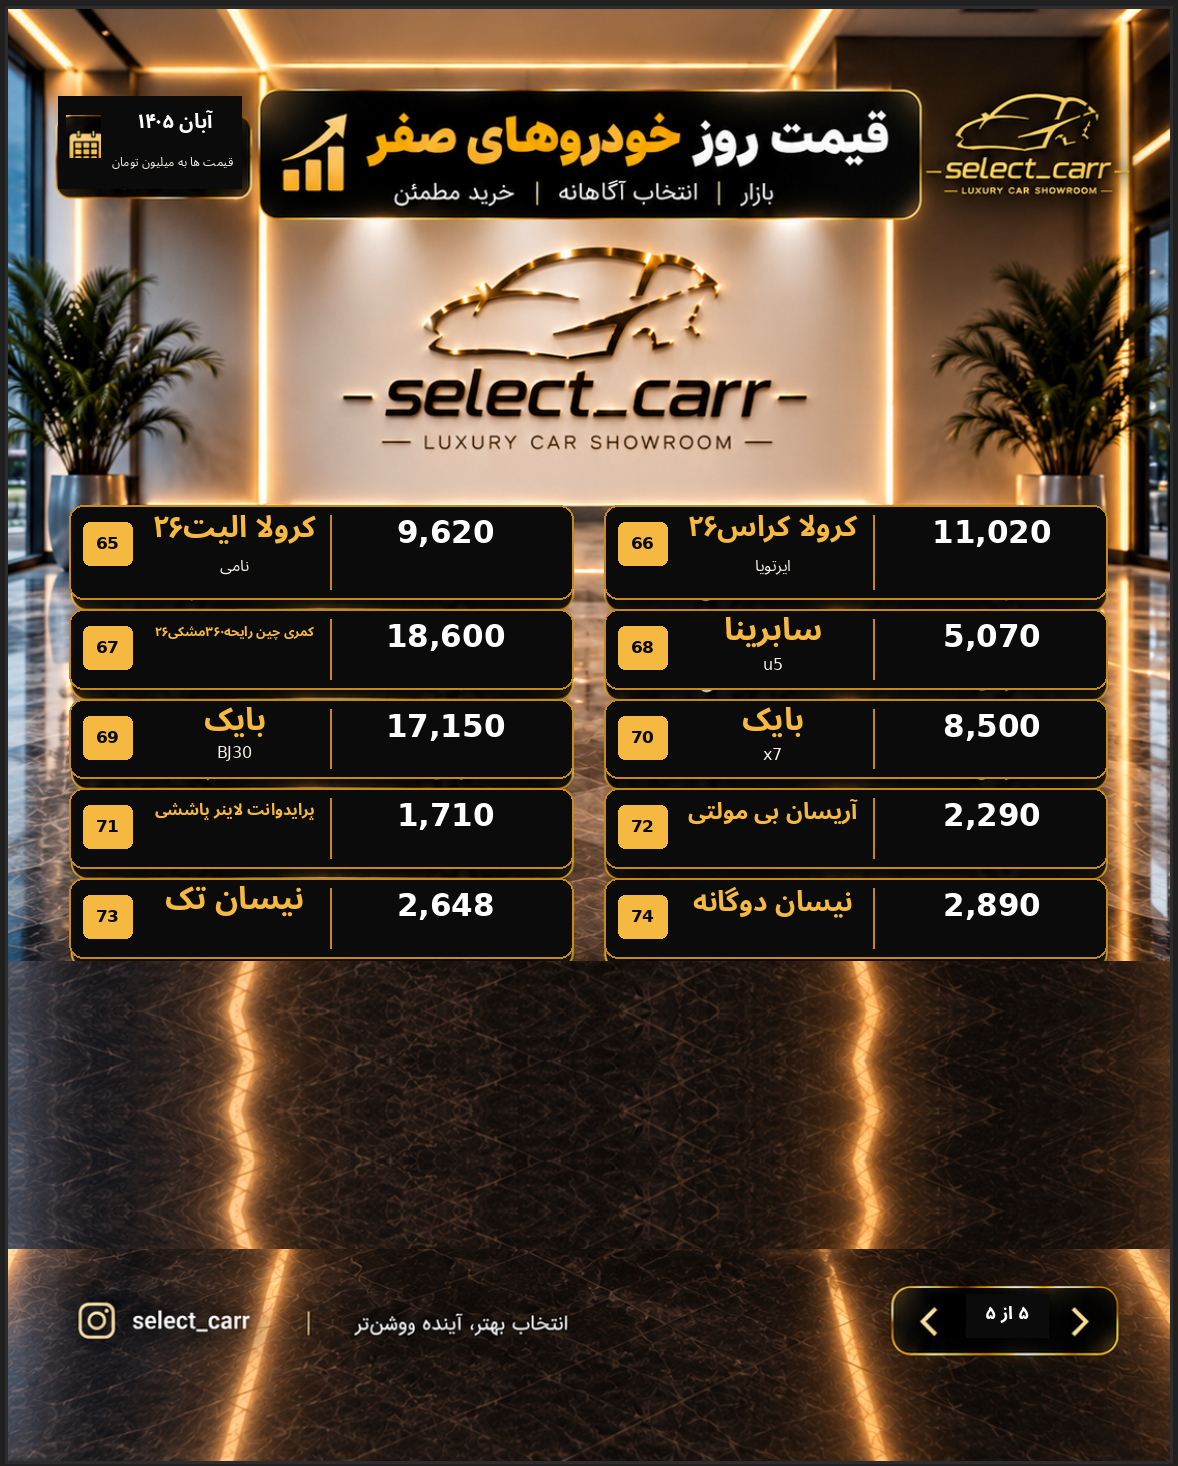 آبان ۱۴۰۵
قیمت ها به میلیون تومان
قیمت روز خودروهای صفر
بازار | انتخاب آگاهانه | خرید مطمئن
select_carr
LUXURY CAR SHOWROOM
select_carr
LUXURY CAR SHOWROOM
65 کرولا الیت۲۶ 9,620
نامی
66 کرولا کراس۲۶ 11,020
ایرتویا
67 کمری چین رایحه۳۶۰مشکی۲۶ 18,600
68 سابرینا 5,070
u5
69 بایک 17,150
BJ30
70 بایک 8,500
x7
71 پرایدوانت لاینر پاششی 1,710
72 آریسان بی مولتی 2,290
73 نیسان تک 2,648
74 نیسان دوگانه 2,890
select_carr | انتخاب بهتر، آینده ووشن‌تر
۵ از ۵